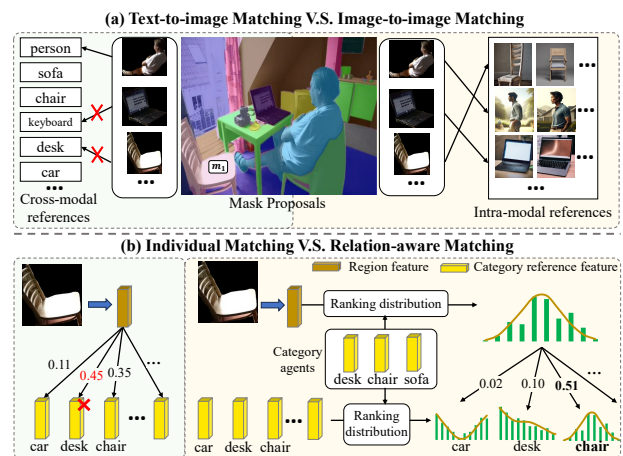 (a) Text-to-image Matching V.S. Image-to-image Matching
person
sofa
chair
keyboard
desk
car
•••
Cross-modal
references
•••
m1
Mask Proposals
•••
•••
•••
•••
•••
Intra-modal references
(b) Individual Matching V.S. Relation-aware Matching
Region feature
Category reference feature
0.11
0.45
0.35
...
car
desk
chair
•••
Ranking distribution
Category
agents
desk
chair
sofa
car
desk
chair
•••
Ranking
distribution
0.02
0.10
0.51
...
car
desk
chair